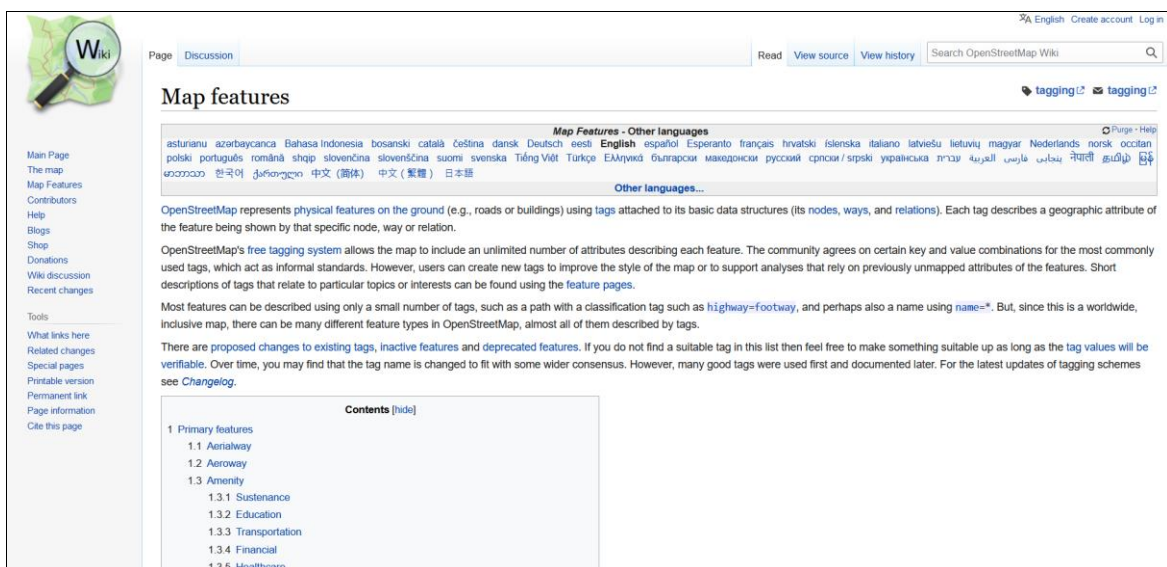 Wiki
English Create account Log in
Page Discussion
Read View source View history Search OpenStreetMap Wiki
Map features
tagging tagging
Map Features - Other languages
Purge - Help
asturianu azərbaycanca Bahasa Indonesia bosanski català čeština dansk Deutsch eesti English español Esperanto français hrvatski íslenska italiano latviešu lietuvių magyar Nederlands norsk occitan
polski português română shqip slovenčina slovenščina suomi svenska Tiếng Việt Türkçe Ελληνικά български македонски русский српски / srpski українська עברית العربية فارسی پنجابی नेपाली தமிழ் မြန်
မာဘာသာ 한국어 ქართული 中文 (简体) 中文 ( 繁體 ) 日本語
Other languages...
OpenStreetMap represents physical features on the ground (e.g., roads or buildings) using tags attached to its basic data structures (its nodes, ways, and relations). Each tag describes a geographic attribute of
the feature being shown by that specific node, way or relation.
OpenStreetMap's free tagging system allows the map to include an unlimited number of attributes describing each feature. The community agrees on certain key and value combinations for the most commonly
used tags, which act as informal standards. However, users can create new tags to improve the style of the map or to support analyses that rely on previously unmapped attributes of the features. Short
descriptions of tags that relate to particular topics or interests can be found using the feature pages.
Most features can be described using only a small number of tags, such as a path with a classification tag such as highway=footway, and perhaps also a name using name=*. But, since this is a worldwide,
inclusive map, there can be many different feature types in OpenStreetMap, almost all of them described by tags.
There are proposed changes to existing tags, inactive features and deprecated features. If you do not find a suitable tag in this list then feel free to make something suitable up as long as the tag values will be
verifiable. Over time, you may find that the tag name is changed to fit with some wider consensus. However, many good tags were used first and documented later. For the latest updates of tagging schemes
see Changelog.
Contents [hide]
1 Primary features
1.1 Aerialway
1.2 Aeroway
1.3 Amenity
1.3.1 Sustenance
1.3.2 Education
1.3.3 Transportation
1.3.4 Financial
1.3.5 Healthcare
Main Page
The map
Map Features
Contributors
Help
Blogs
Shop
Donations
Wiki discussion
Recent changes
Tools
What links here
Related changes
Special pages
Printable version
Permanent link
Page information
Cite this page